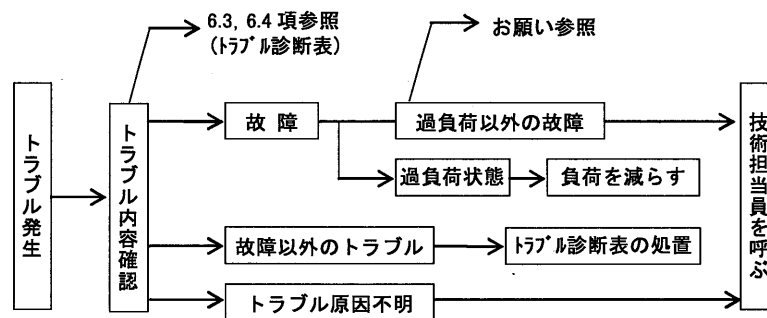 6.3, 6.4 項参照
(ﾄﾗﾌﾞﾙ診断表)
お願い参照
トラブル発生
トラブル内容確認
故 障
過負荷以外の故障
過負荷状態
負荷を減らす
故障以外のトラブル
ﾄﾗﾌﾞﾙ診断表の処置
トラブル原因不明
技術担当員を呼ぶ